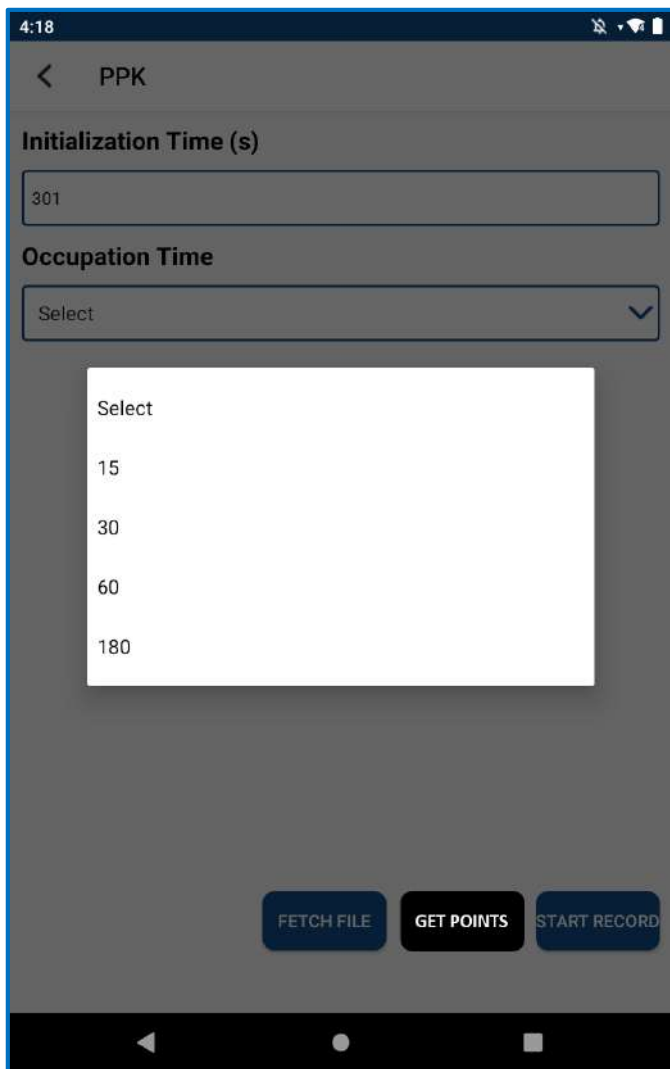 4:18
PPK
Initialization Time (s)
301
Occupation Time
Select
Select
15
30
60
180
FETCH FILE GET POINTS START RECORD